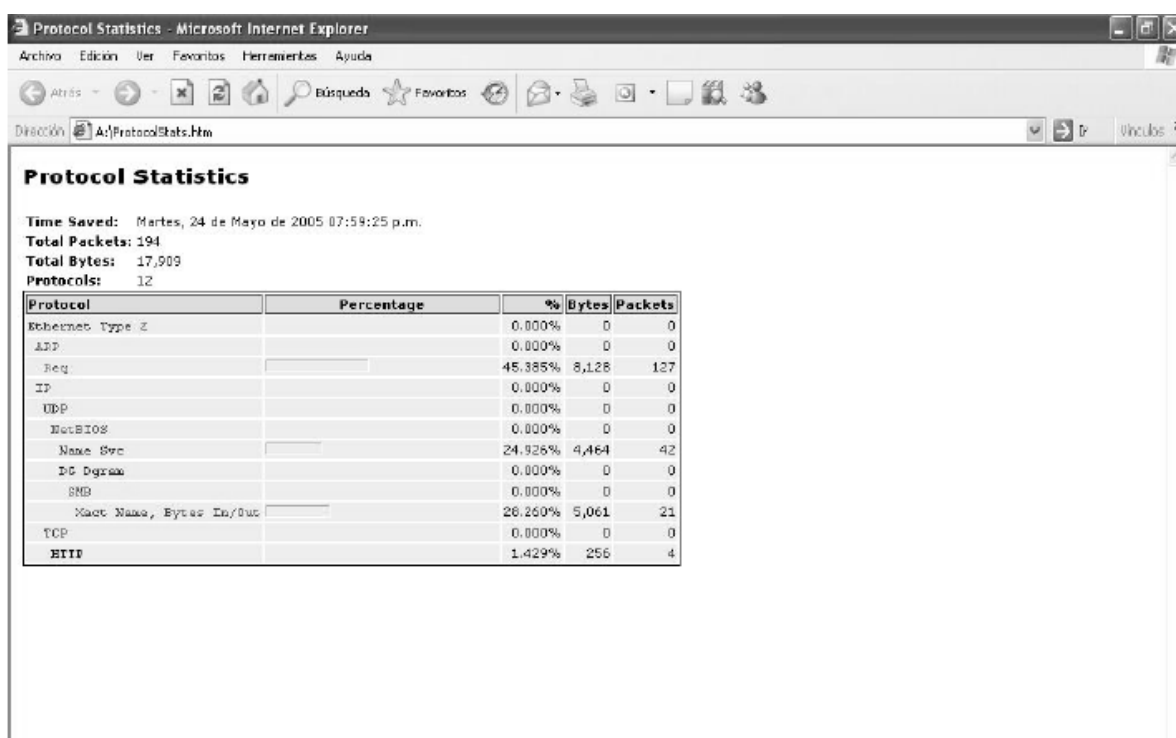 Protocol Statistics - Microsoft Internet Explorer
Archivo Edición Ver Favoritos Herramientas Ayuda
Atrás Búsqueda Favoritos
Dirección A:\ProtocolStats.htm Ir Vínculos
Protocol Statistics
Time Saved: Martes, 24 de Mayo de 2005 07:59:25 p.m.
Total Packets: 194
Total Bytes: 17,909
Protocols: 12
Protocol Percentage % Bytes Packets
Ethernet Type 2 0.000% 0 0
ARP 0.000% 0 0
Req 45.385% 8,128 127
IP 0.000% 0 0
UDP 0.000% 0 0
NetBIOS 0.000% 0 0
Name Svc 24.926% 4,464 42
DG Dgram 0.000% 0 0
SMB 0.000% 0 0
Xact Name, Bytes In/Out 28.260% 5,061 21
TCP 0.000% 0 0
HTTP 1.429% 256 4